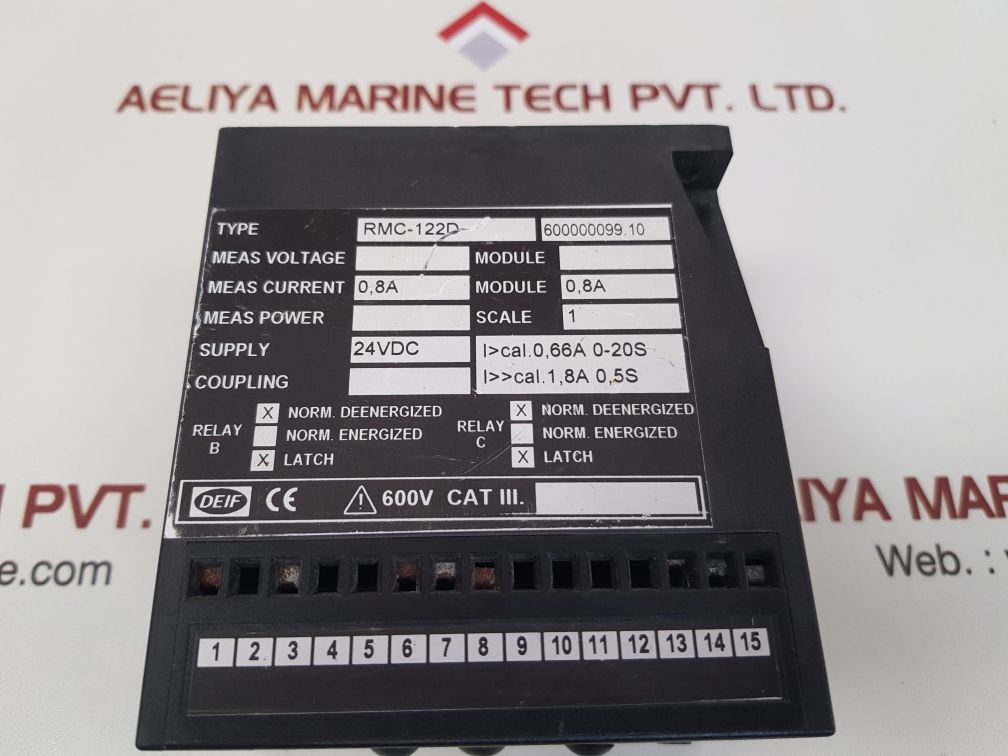 AELIYA MARINE TECH PVT. LTD.
TYPE RMC-122D 600000099.10
MEAS VOLTAGE MODULE
MEAS CURRENT 0,8A MODULE 0,8A
MEAS POWER SCALE 1
SUPPLY 24VDC I>cal.0,66A 0-20S
COUPLING I>>cal.1,8A 0,5S
RELAY B X NORM. DEENERGIZED
NORM. ENERGIZED
X LATCH
RELAY C X NORM. DEENERGIZED
NORM. ENERGIZED
X LATCH
DEIF CE 600V CAT III.
1 2 3 4 5 6 7 8 9 10 11 12 13 14 15
PVT.
e.com
IYA MAR
Web. :